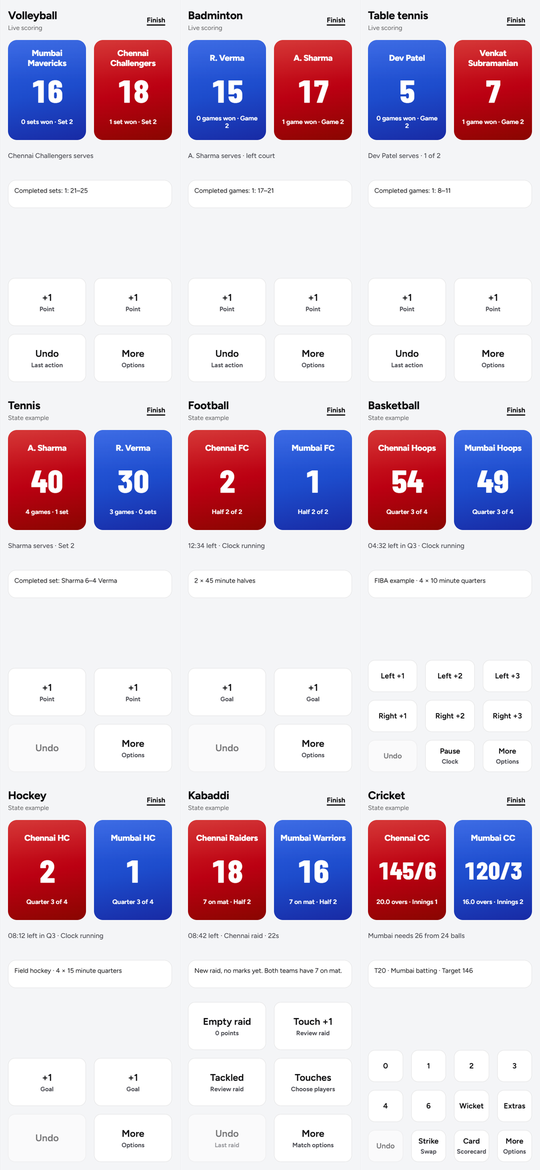 Volleyball
Live scoring
Finish
Mumbai
Mavericks
16
0 sets won · Set 2
Chennai
Challengers
18
1 set won · Set 2
Chennai Challengers serves
Completed sets: 1: 21–25
+1
Point
+1
Point
Undo
Last action
More
Options
Badminton
Live scoring
Finish
R. Verma
15
0 games won · Game
2
A. Sharma
17
1 game won · Game 2
A. Sharma serves · left court
Completed games: 1: 17–21
+1
Point
+1
Point
Undo
Last action
More
Options
Table tennis
Live scoring
Finish
Dev Patel
5
0 games won · Game
2
Venkat
Subramanian
7
1 game won · Game 2
Dev Patel serves · 1 of 2
Completed games: 1: 8–11
+1
Point
+1
Point
Undo
Last action
More
Options
Tennis
State example
Finish
A. Sharma
40
4 games · 1 set
R. Verma
30
3 games · 0 sets
Sharma serves · Set 2
Completed set: Sharma 6–4 Verma
+1
Point
+1
Point
Undo
More
Options
Football
State example
Finish
Chennai FC
2
Half 2 of 2
Mumbai FC
1
Half 2 of 2
12:34 left · Clock running
2 × 45 minute halves
+1
Goal
+1
Goal
Undo
More
Options
Basketball
State example
Finish
Chennai Hoops
54
Quarter 3 of 4
Mumbai Hoops
49
Quarter 3 of 4
04:32 left in Q3 · Clock running
FIBA example · 4 × 10 minute quarters
Left +1
Left +2
Left +3
Right +1
Right +2
Right +3
Undo
Pause
Clock
More
Options
Hockey
State example
Finish
Chennai HC
2
Quarter 3 of 4
Mumbai HC
1
Quarter 3 of 4
08:12 left in Q3 · Clock running
Field hockey · 4 × 15 minute quarters
+1
Goal
+1
Goal
Undo
More
Options
Kabaddi
State example
Finish
Chennai Raiders
18
7 on mat · Half 2
Mumbai Warriors
16
7 on mat · Half 2
08:42 left · Chennai raid · 22s
New raid, no marks yet. Both teams have 7 on mat.
Empty raid
0 points
Touch +1
Review raid
Tackled
Review raid
Touches
Choose players
Undo
Last raid
More
Match options
Cricket
State example
Finish
Chennai CC
145/6
20.0 overs · Innings 1
Mumbai CC
120/3
16.0 overs · Innings 2
Mumbai needs 26 from 24 balls
T20 · Mumbai batting · Target 146
0
1
2
3
4
6
Wicket
Extras
Undo
Strike
Swap
Card
Scorecard
More
Options